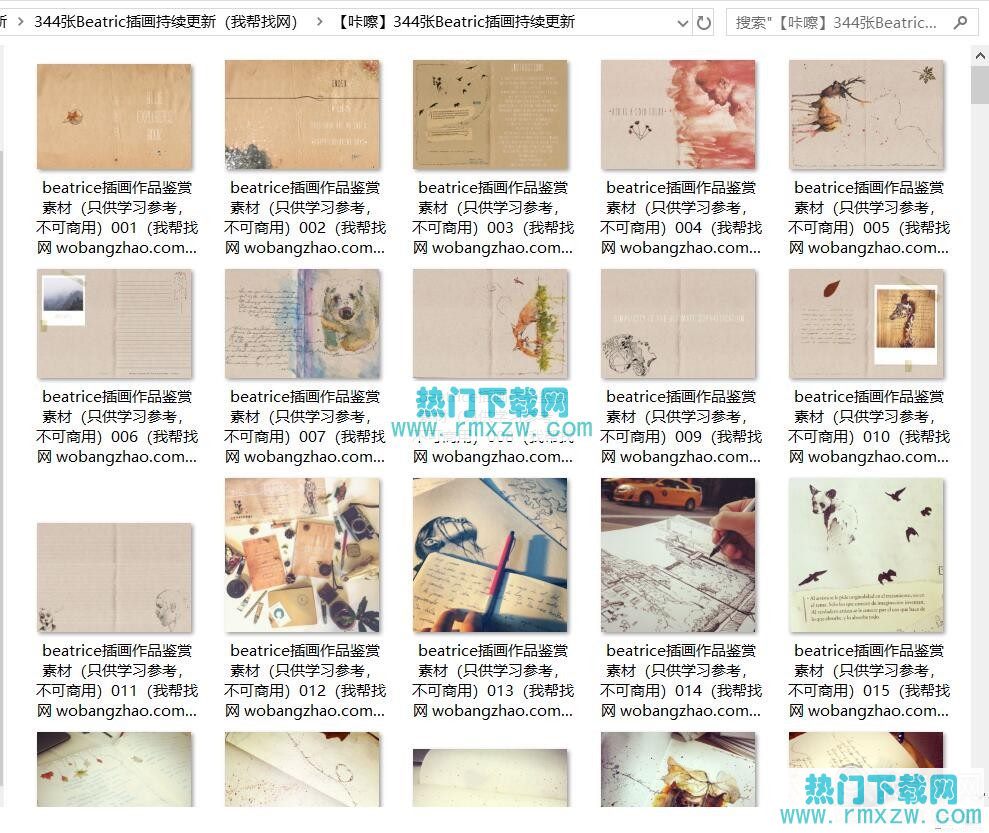 新 › 344张Beatric插画持续更新（我帮找网） › 【咔嚓】344张Beatric插画持续更新
搜索"【咔嚓】344张Beatric...
beatrice插画作品鉴赏
素材（只供学习参考，
不可商用）001（我帮找
网 wobangzhao.com...
beatrice插画作品鉴赏
素材（只供学习参考，
不可商用）002（我帮找
网 wobangzhao.com...
beatrice插画作品鉴赏
素材（只供学习参考，
不可商用）003（我帮找
网 wobangzhao.com...
beatrice插画作品鉴赏
素材（只供学习参考，
不可商用）004（我帮找
网 wobangzhao.com...
beatrice插画作品鉴赏
素材（只供学习参考，
不可商用）005（我帮找
网 wobangzhao.com...
INDEX
INSTRUCTIONS
SIMPLICITY IS THE ULTIMATE SOPHISTICATION
beatrice插画作品鉴赏
素材（只供学习参考，
不可商用）006（我帮找
网 wobangzhao.com...
beatrice插画作品鉴赏
素材（只供学习参考，
不可商用）007（我帮找
网 wobangzhao.com...
热门下载网
www.rmxzw.com
网 wobangzhao.com...
beatrice插画作品鉴赏
素材（只供学习参考，
不可商用）009（我帮找
网 wobangzhao.com...
beatrice插画作品鉴赏
素材（只供学习参考，
不可商用）010（我帮找
网 wobangzhao.com...
beatrice插画作品鉴赏
素材（只供学习参考，
不可商用）011（我帮找
网 wobangzhao.com...
beatrice插画作品鉴赏
素材（只供学习参考，
不可商用）012（我帮找
网 wobangzhao.com...
beatrice插画作品鉴赏
素材（只供学习参考，
不可商用）013（我帮找
网 wobangzhao.com...
beatrice插画作品鉴赏
素材（只供学习参考，
不可商用）014（我帮找
网 wobangzhao.com...
beatrice插画作品鉴赏
素材（只供学习参考，
不可商用）015（我帮找
网 wobangzhao.com...
热门下载网
www.rmxzw.com